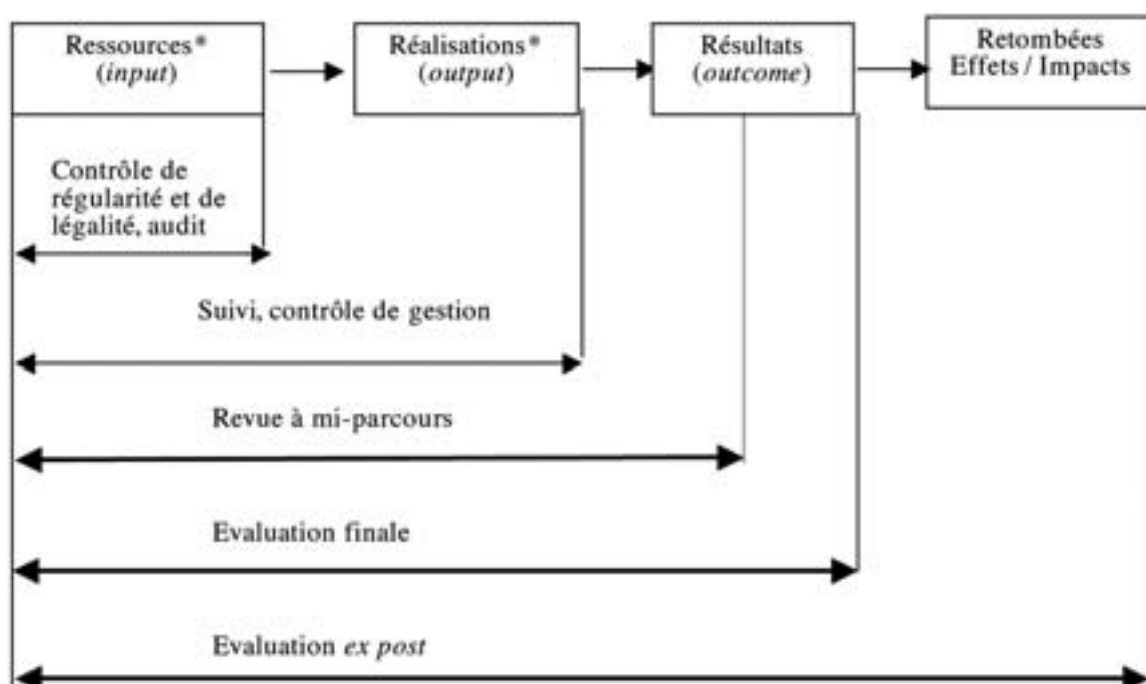 Ressources*
(input)
Réalisations*
(output)
Résultats
(outcome)
Retombées
Effets / Impacts
Contrôle de
régularité et de
légalité, audit
Suivi, contrôle de gestion
Revue à mi-parcours
Evaluation finale
Evaluation ex post